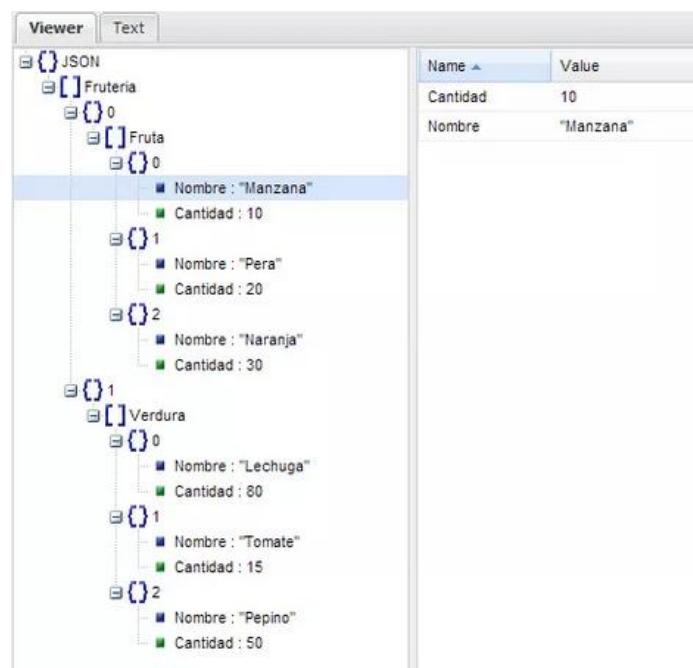 Viewer Text
JSON
Fruteria
0
Fruta
0
Nombre : "Manzana"
Cantidad : 10
1
Nombre : "Pera"
Cantidad : 20
2
Nombre : "Naranja"
Cantidad : 30
1
Verdura
0
Nombre : "Lechuga"
Cantidad : 80
1
Nombre : "Tomate"
Cantidad : 15
2
Nombre : "Pepino"
Cantidad : 50
Name Value
Cantidad 10
Nombre "Manzana"